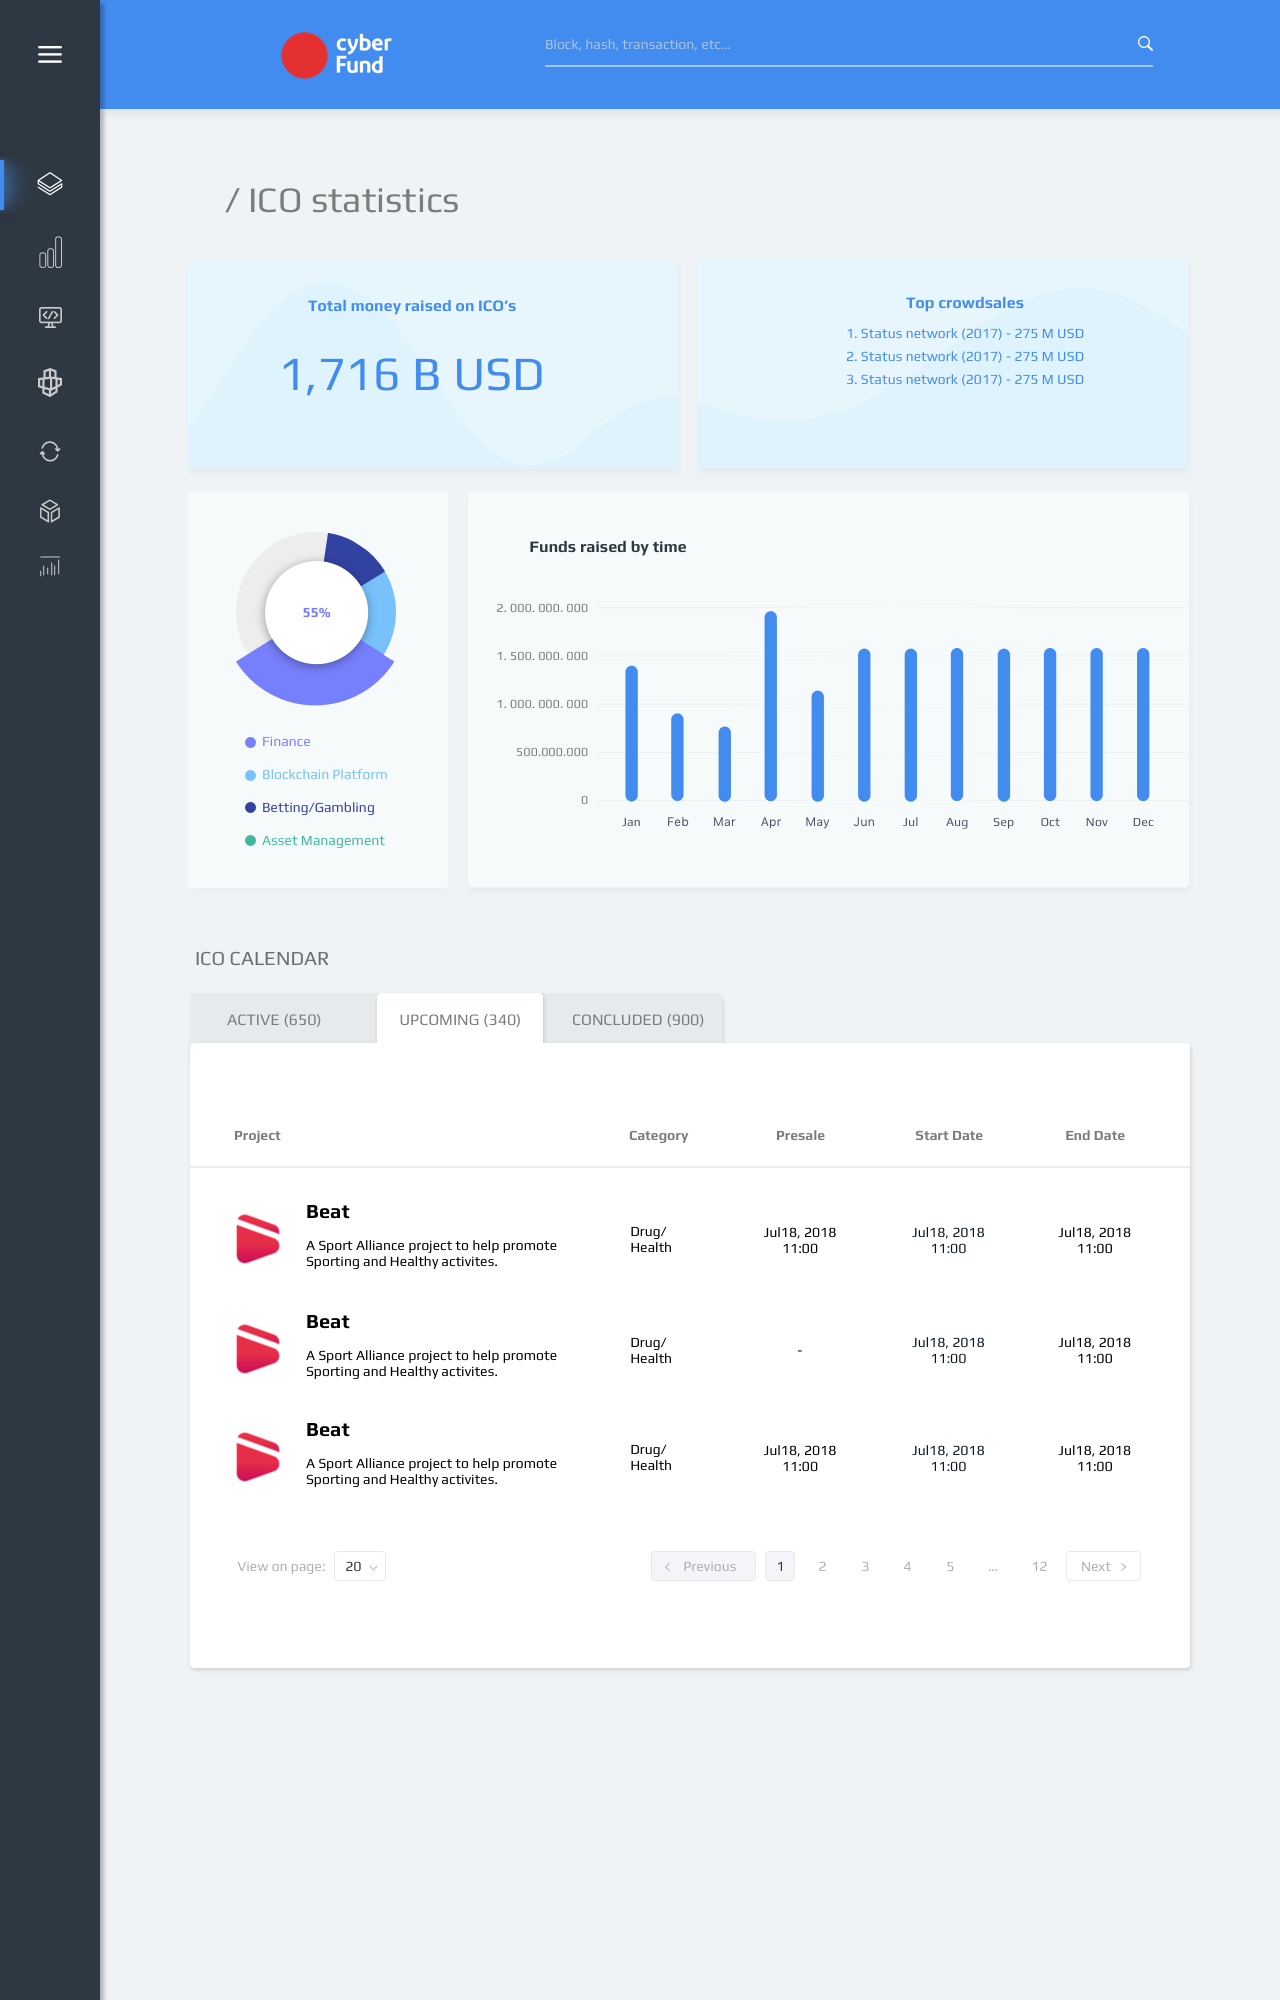 cyber
Fund
Block, hash, transaction, etc...
/ ICO statistics
Total money raised on ICO’s
1,716 B USD
Top crowdsales
1. Status network (2017) - 275 M USD
2. Status network (2017) - 275 M USD
3. Status network (2017) - 275 M USD
55%
Finance
Blockchain Platform
Betting/Gambling
Asset Management
Funds raised by time
2. 000. 000. 000
1. 500. 000. 000
1. 000. 000. 000
500.000.000
0
Jan Feb Mar Apr May Jun Jul Aug Sep Oct Nov Dec
ICO CALENDAR
ACTIVE (650) UPCOMING (340) CONCLUDED (900)
Project Category Presale Start Date End Date
Beat
A Sport Alliance project to help promote
Sporting and Healthy activites.
Drug/
Health
Jul18, 2018
11:00
Jul18, 2018
11:00
Jul18, 2018
11:00
Beat
A Sport Alliance project to help promote
Sporting and Healthy activites.
Drug/
Health
-
Jul18, 2018
11:00
Jul18, 2018
11:00
Beat
A Sport Alliance project to help promote
Sporting and Healthy activites.
Drug/
Health
Jul18, 2018
11:00
Jul18, 2018
11:00
Jul18, 2018
11:00
View on page: 20 Previous 1 2 3 4 5 ... 12 Next